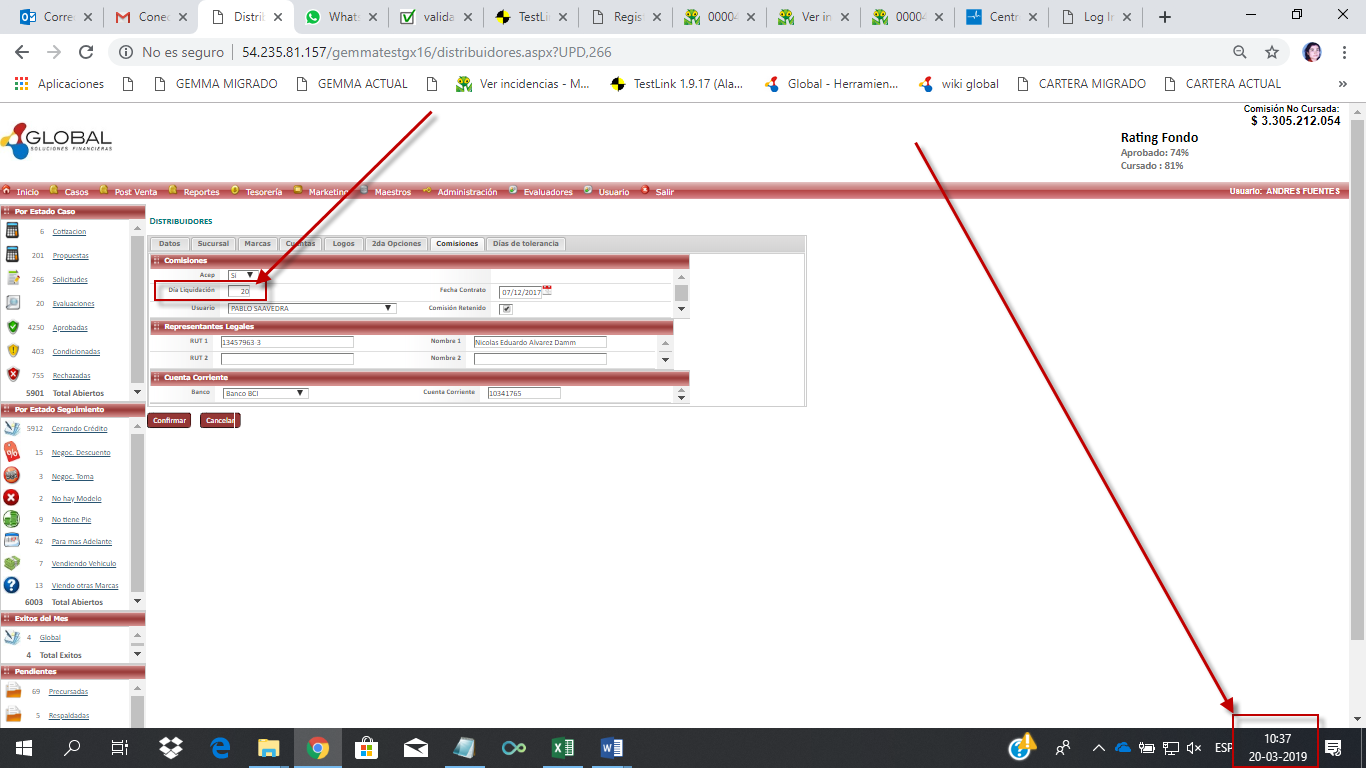 Corre
Conec
Distrib
Whats
valida
TestLin
Regist
0000
Ver in
0000
Centr
Log In
No es seguro | 54.235.81.157/gemmatestgx16/distribuidores.aspx?UPD,266
Aplicaciones
GEMMA MIGRADO
GEMMA ACTUAL
Ver incidencias - M...
TestLink 1.9.17 (Ala...
Global - Herramien...
wiki global
CARTERA MIGRADO
CARTERA ACTUAL
»
Comisión No Cursada:
$ 3.305.212.054
GLOBAL
SOLUCIONES FINANCIERAS
Rating Fondo
Aprobado: 74%
Cursado : 81%
Inicio Casos Post Venta Reportes Tesorería Marketing Maestros Administración Evaluadores Usuario Salir
Usuario: ANDRES FUENTES
Por Estado Caso
6 Cotizacion
201 Propuestas
266 Solicitudes
20 Evaluaciones
4250 Aprobadas
403 Condicionadas
755 Rechazadas
5901 Total Abiertos
Por Estado Seguimiento
5912 Cerrando Crédito
15 Negoc. Descuento
3 Negoc. Toma
2 No hay Modelo
9 No tiene Pie
42 Para mas Adelante
7 Vendiendo Vehiculo
13 Viendo otras Marcas
6003 Total Abiertos
Exitos del Mes
4 Global
4 Total Exitos
Pendientes
69 Precursadas
5 Respaldadas
DISTRIBUIDORES
Datos Sucursal Marcas Cuentas Logos 2da Opciones Comisiones Días de tolerancia
Comisiones
Acep Si
Día Liquidación 20 Fecha Contrato 07/12/2017
Usuario PABLO SAAVEDRA Comisión Retenido
Representantes Legales
RUT 1 13457963-3 Nombre 1 Nicolas Eduardo Alvarez Damm
RUT 2 Nombre 2
Cuenta Corriente
Banco Banco BCI Cuenta Corriente 10341765
Confirmar Cancelar
ESP
10:37
20-03-2019